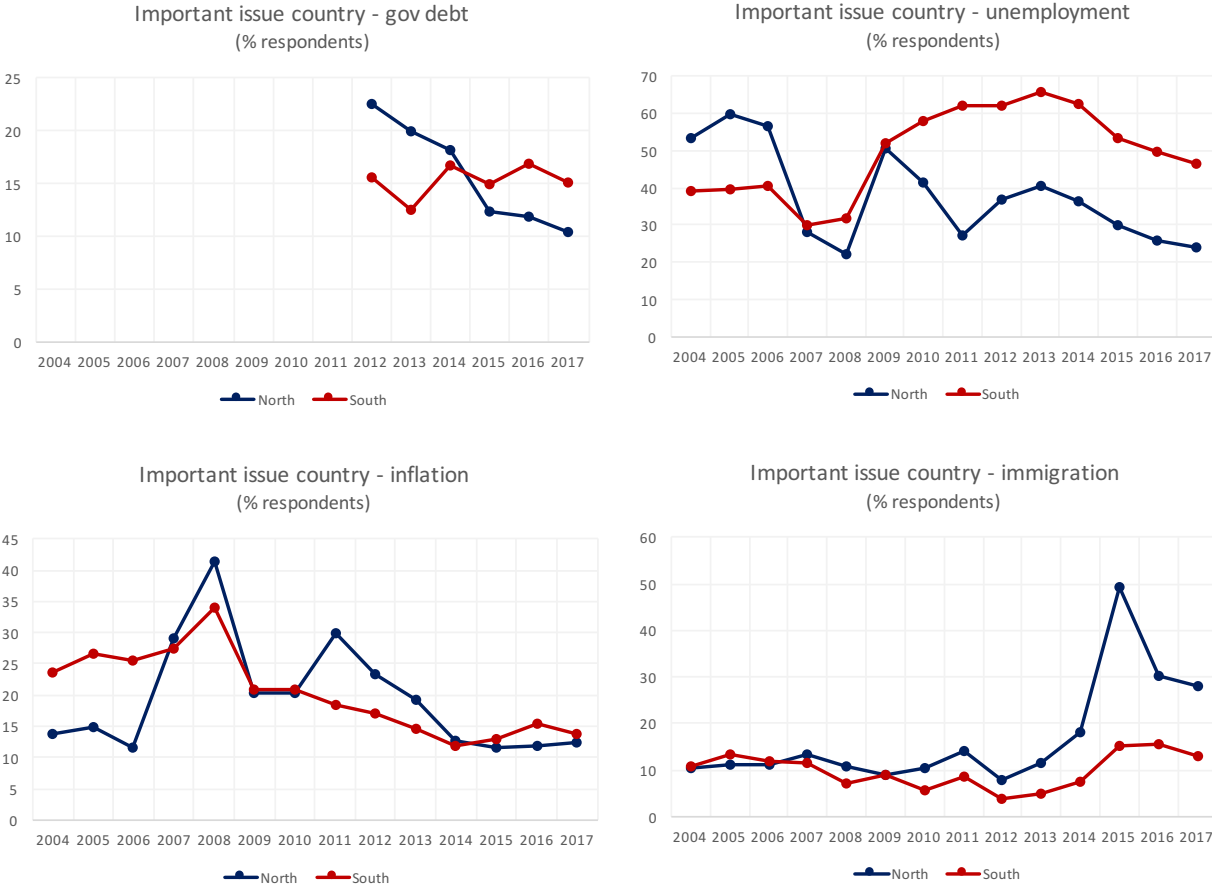 Important issue country - gov debt
(% respondents)
25
20
15
10
5
0
2004 2005 2006 2007 2008 2009 2010 2011 2012 2013 2014 2015 2016 2017
North South
Important issue country - unemployment
(% respondents)
70
60
50
40
30
20
10
0
2004 2005 2006 2007 2008 2009 2010 2011 2012 2013 2014 2015 2016 2017
North South
Important issue country - inflation
(% respondents)
45
40
35
30
25
20
15
10
5
0
2004 2005 2006 2007 2008 2009 2010 2011 2012 2013 2014 2015 2016 2017
North South
Important issue country - immigration
(% respondents)
60
50
40
30
20
10
0
2004 2005 2006 2007 2008 2009 2010 2011 2012 2013 2014 2015 2016 2017
North South